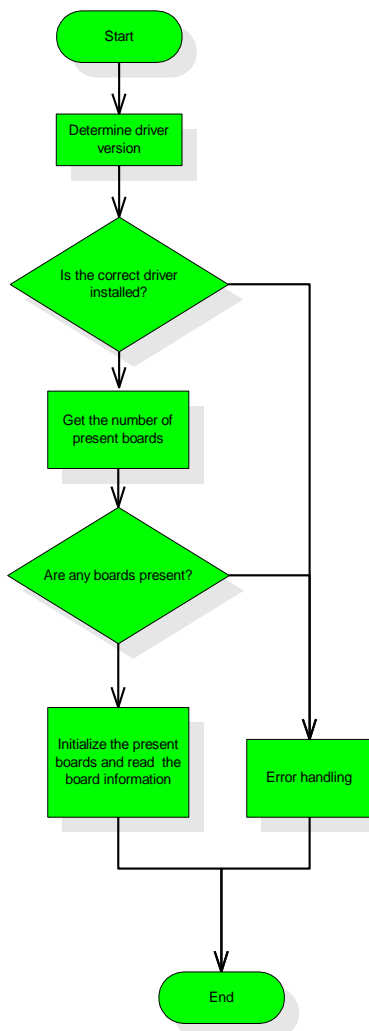 Start
Determine driver
version
Is the correct driver
installed?
Get the number of
present boards
Are any boards present?
Initialize the present
boards and read the
board information
Error handling
End